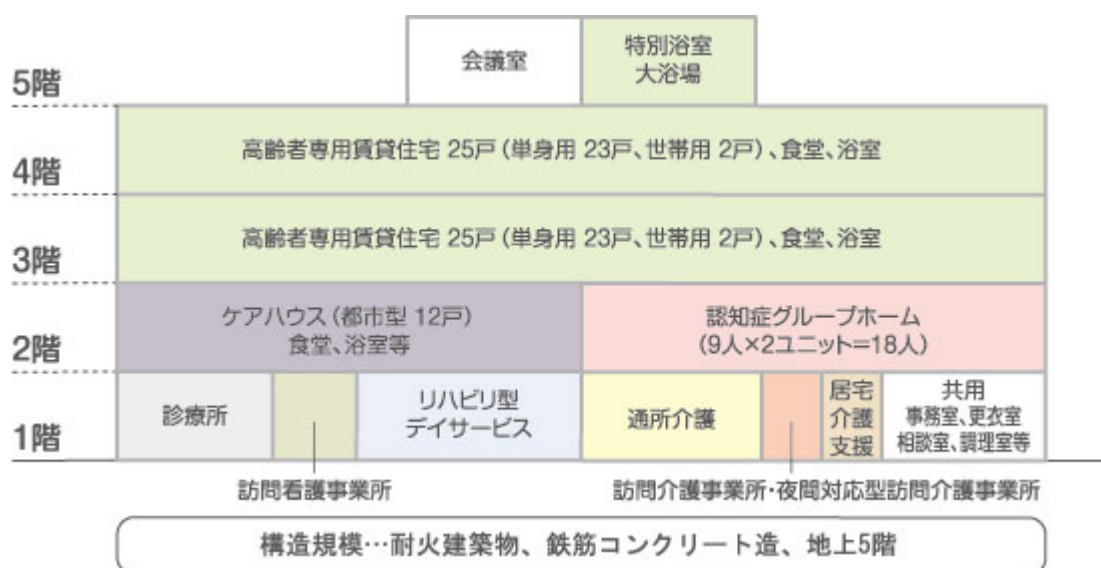 5階
会議室
特別浴室
大浴場
4階
高齢者専用賃貸住宅 25戸（単身用 23戸、世帯用 2戸）、食堂、浴室
3階
高齢者専用賃貸住宅 25戸（単身用 23戸、世帯用 2戸）、食堂、浴室
2階
ケアハウス（都市型 12戸）
食堂、浴室等
認知症グループホーム
（9人×2ユニット＝18人）
1階
診療所
リハビリ型
デイサービス
通所介護
居宅
介護
支援
共用
事務室、更衣室
相談室、調理室等
訪問看護事業所
訪問介護事業所・夜間対応型訪問介護事業所
構造規模…耐火建築物、鉄筋コンクリート造、地上5階